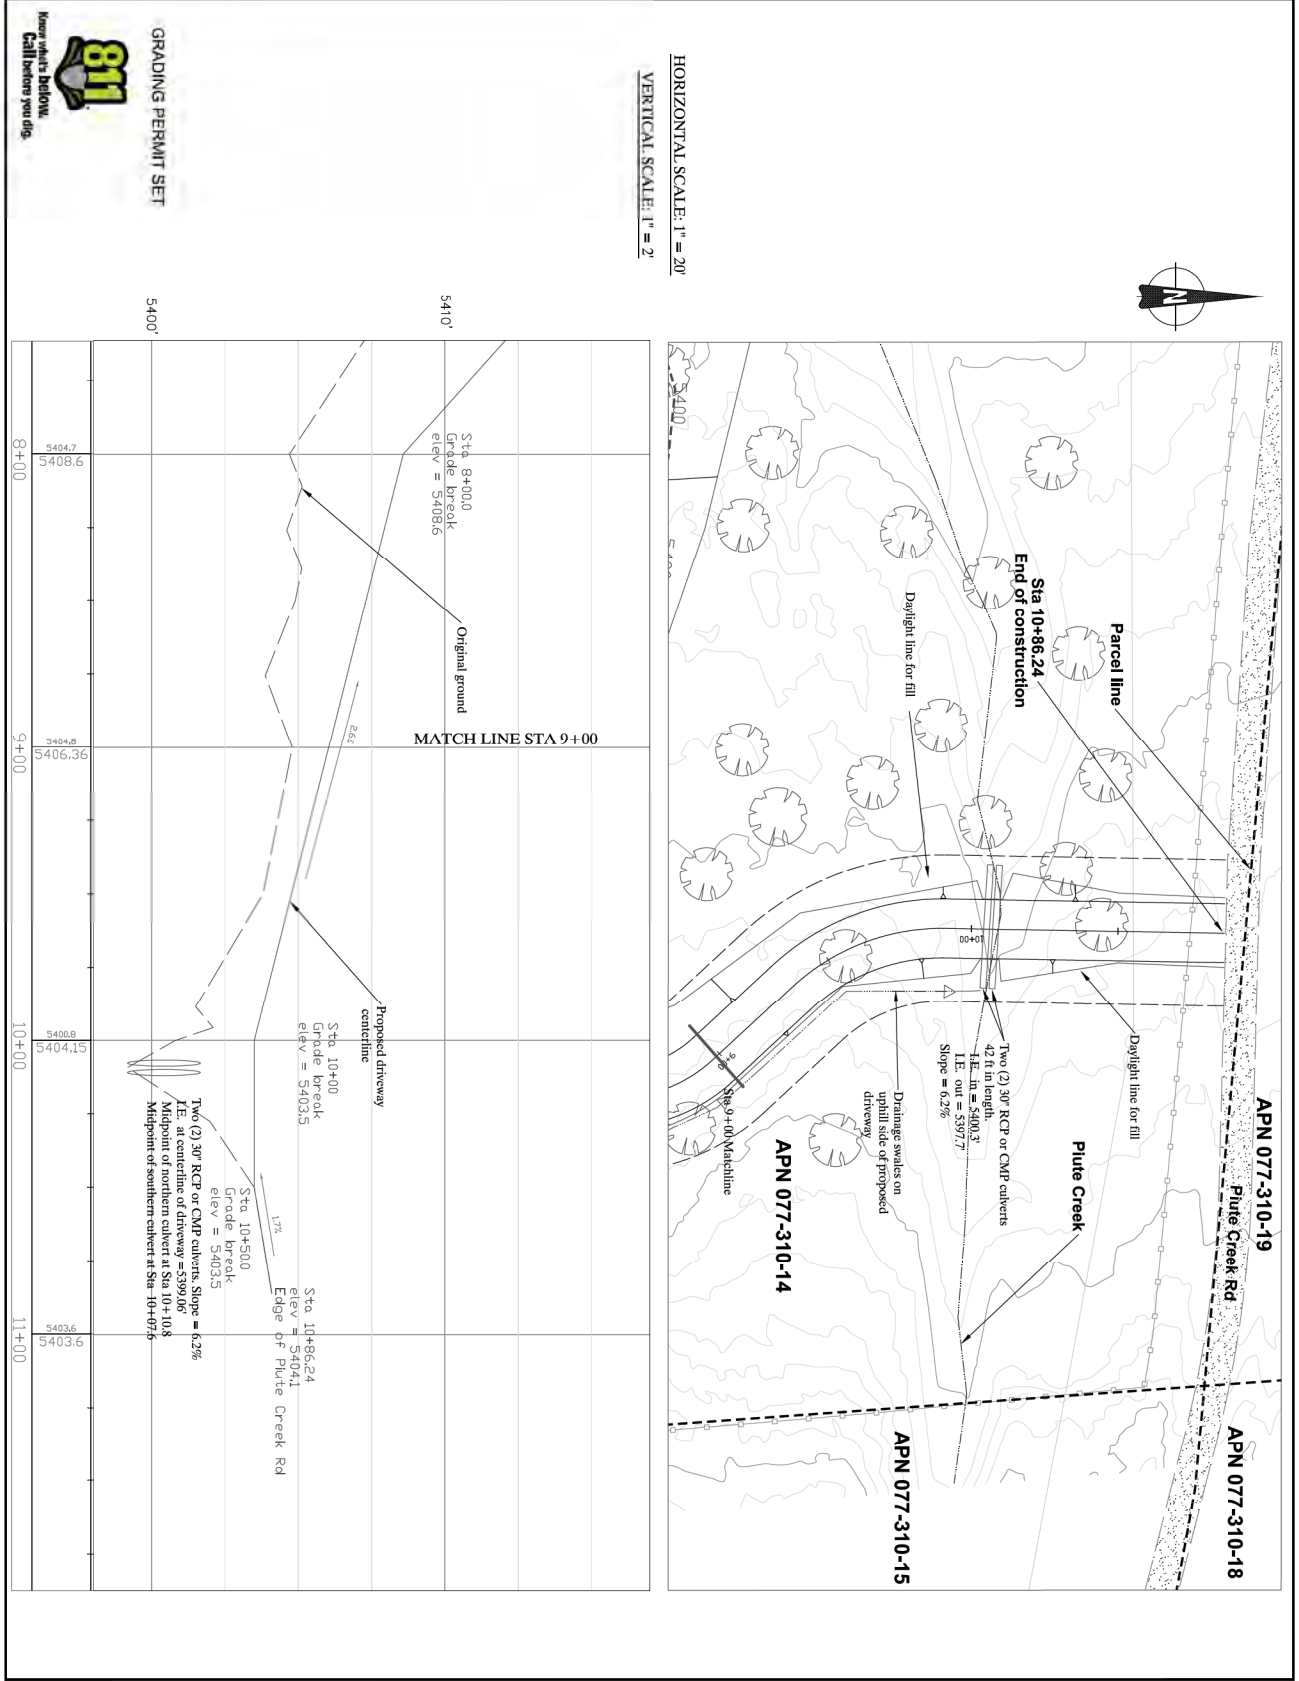 HORIZONTAL SCALE: 1" = 20'
VERTICAL SCALE: 1" = 2'
N
APN 077-310-19
Piute Creek Rd
APN 077-310-18
Parcel line
Sta 10+86.24
End of construction
Piute Creek
Daylight line for fill
Daylight line for fill
10+00
Two (2) 30" RCP or CMP culverts
42 ft in length.
I.E. in = 5400.3'
I.E. out = 5397.7'
Slope = 6.2%
Drainage swales on
uphill side of proposed
driveway
APN 077-310-14
APN 077-310-15
Sta 9+00 Matchline
5400
MATCH LINE STA 9+00
5410'
5400'
Sta 8+00.0
Grade break
elev = 5408.6
Original ground
Proposed driveway
centerline
Sta 10+00
Grade break
elev = 5403.5
1.7%
Sta 10+50.0
Grade break
elev = 5403.5
Sta 10+86.24
elev = 5404.1
Edge of Piute Creek Rd
Two (2) 30" RCP or CMP culverts. Slope = 6.2%
I.E. at centerline of driveway = 5399.06'
Midpoint of northern culvert at Sta 10+10.8
Midpoint of southern culvert at Sta 10+07.6
5404.7
5408.6
8+00
5404.8
5406.36
9+00
5400.8
5404.15
10+00
5403.6
5403.6
11+00
GRADING PERMIT SET
811
Know what's below.
Call before you dig.